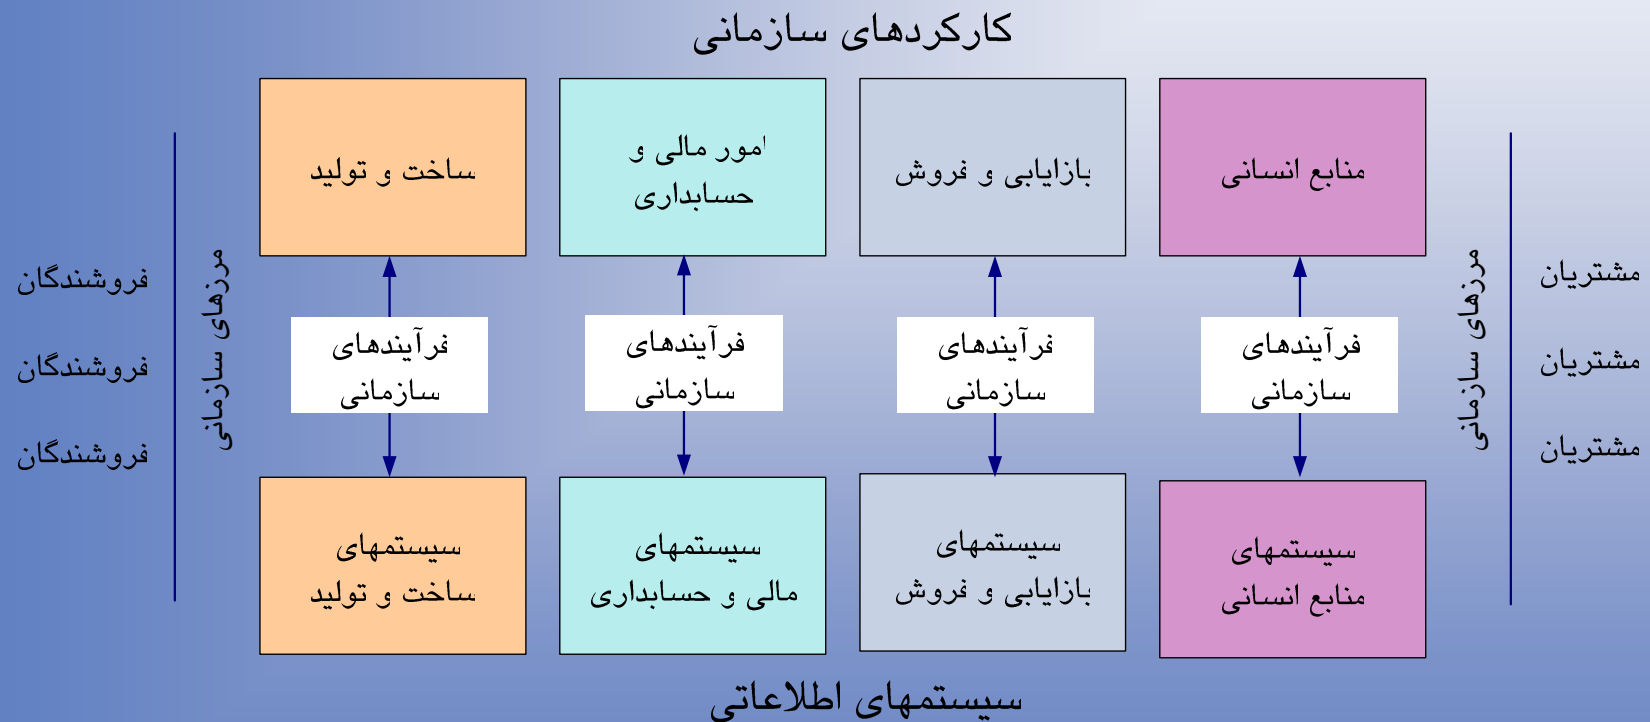 کارکردهای سازمانی
منابع انسانی
بازایابی و فروش
امور مالی و
حسابداری
ساخت و تولید
مشتریان
مشتریان
مشتریان
مرزهای سازمانی
فرآیندهای
سازمانی
فرآیندهای
سازمانی
فرآیندهای
سازمانی
فرآیندهای
سازمانی
مرزهای سازمانی
فروشندگان
فروشندگان
فروشندگان
سیستمهای
منابع انسانی
سیستمهای
بازایابی و فروش
سیستمهای
مالی و حسابداری
سیستمهای
ساخت و تولید
سیستمهای اطلاعاتی